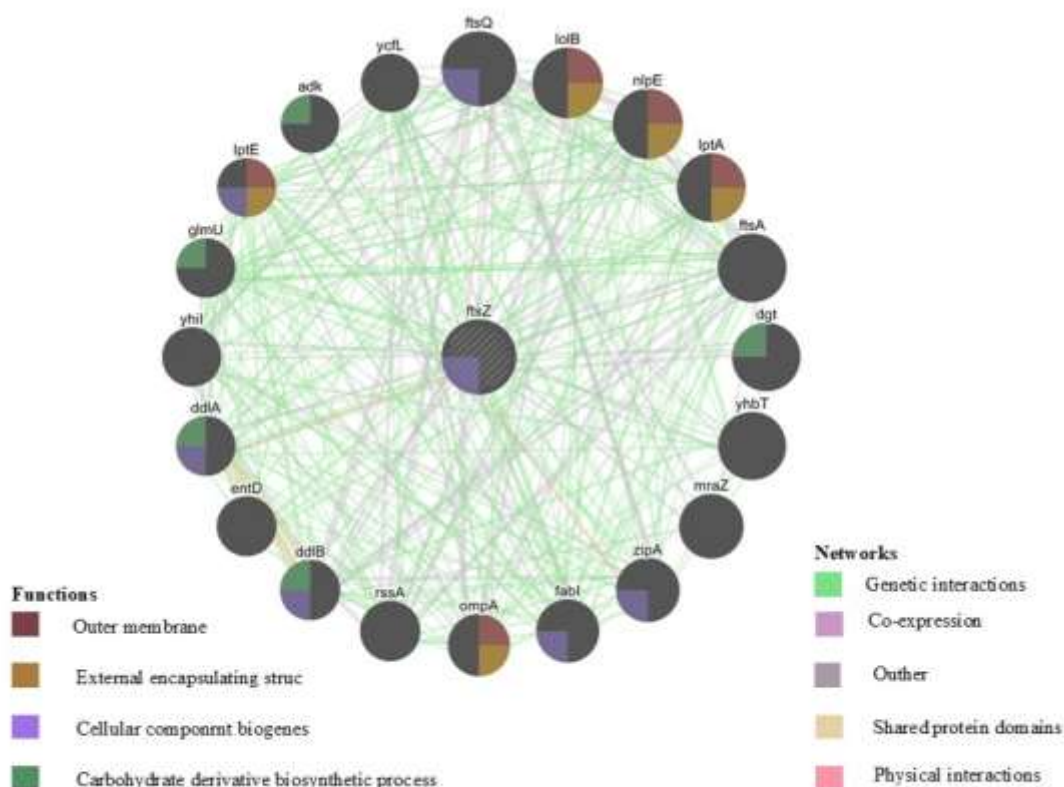 ftsQ
ycfL
lolB
adk
nlpE
lptE
lptA
glmU
ftsA
ftsZ
yhiI
dgt
ddlA
yhbT
entD
mraZ
ddlB
zipA
rssA
ompA
fabI
Functions
Outer membrane
External encapsulating struc
Cellular componrnt biogenes
Carbohydrate derivative biosynthetic process
Networks
Genetic interactions
Co-expression
Outher
Shared protein domains
Physical interactions